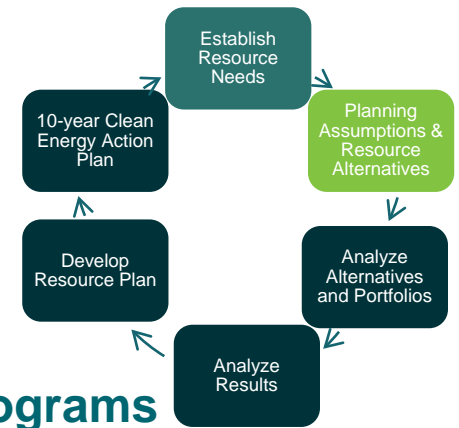 Establish
Resource
Needs
Planning
Assumptions &
Resource
Alternatives
Analyze
Alternatives
and Portfolios
Analyze
Results
Develop
Resource Plan
10-year Clean
Energy Action
Plan
ograms